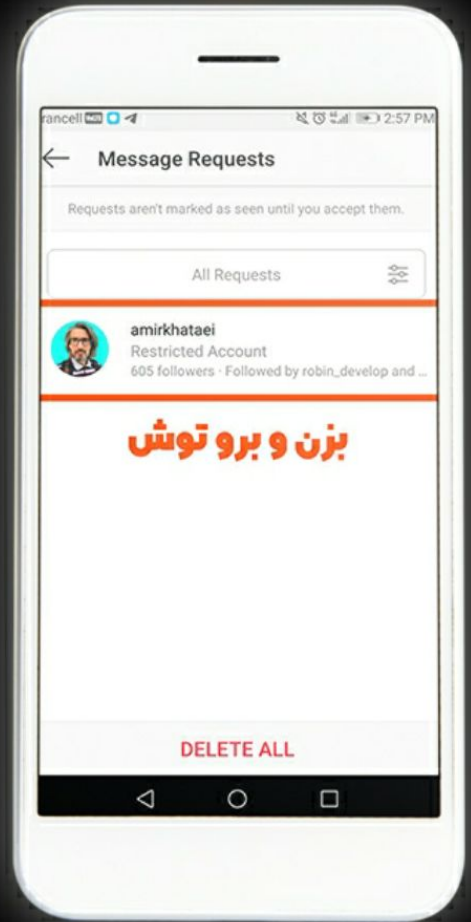 rancell
2:57 PM
Message Requests
Requests aren't marked as seen until you accept them.
All Requests
amirkhataei
Restricted Account
605 followers · Followed by robin_develop and ...
بزن و برو توش
DELETE ALL